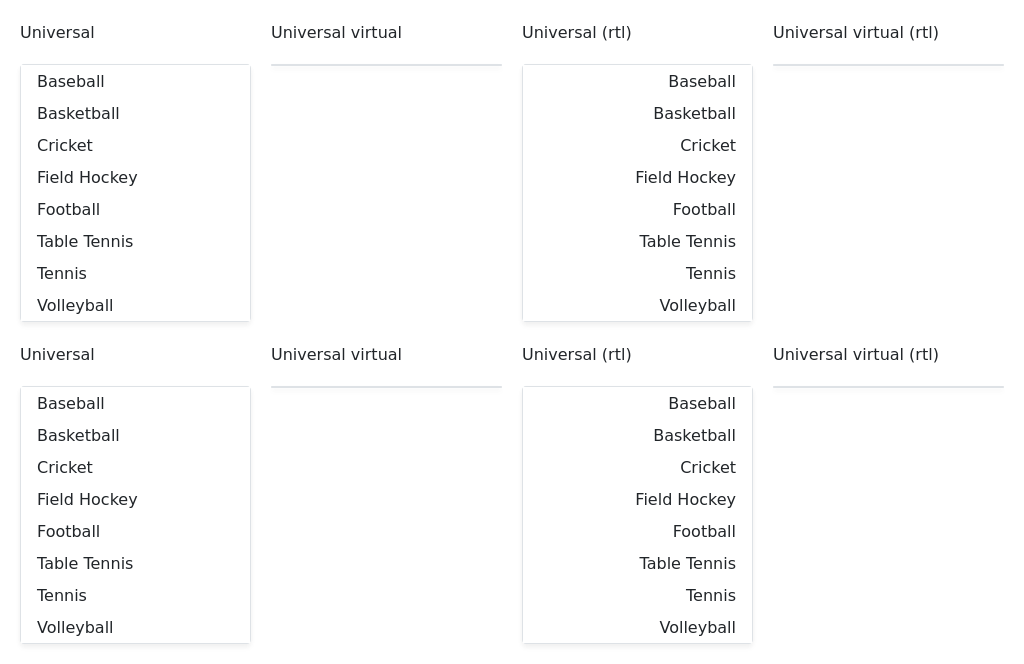 Universal
Universal virtual
Universal (rtl)
Universal virtual (rtl)
Baseball
Basketball
Cricket
Field Hockey
Football
Table Tennis
Tennis
Volleyball
Baseball
Basketball
Cricket
Field Hockey
Football
Table Tennis
Tennis
Volleyball
Universal
Universal virtual
Universal (rtl)
Universal virtual (rtl)
Baseball
Basketball
Cricket
Field Hockey
Football
Table Tennis
Tennis
Volleyball
Baseball
Basketball
Cricket
Field Hockey
Football
Table Tennis
Tennis
Volleyball